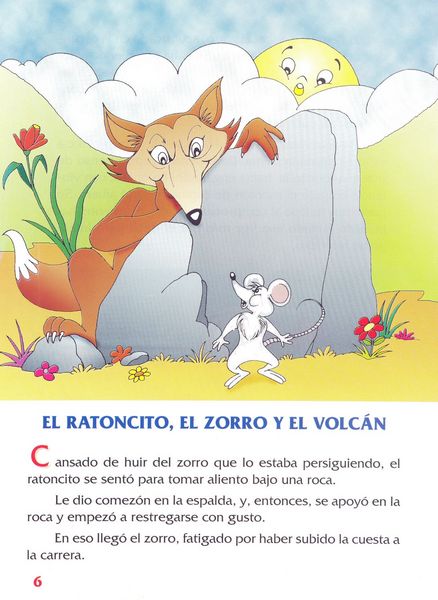 EL RATONCITO, EL ZORRO Y EL VOLCÁN
Cansado de huir del zorro que lo estaba persiguiendo, el
ratoncito se sentó para tomar aliento bajo una roca.
Le dio comezón en la espalda, y, entonces, se apoyó en la
roca y empezó a restregarse con gusto.
En eso llegó el zorro, fatigado por haber subido la cuesta a
la carrera.
6